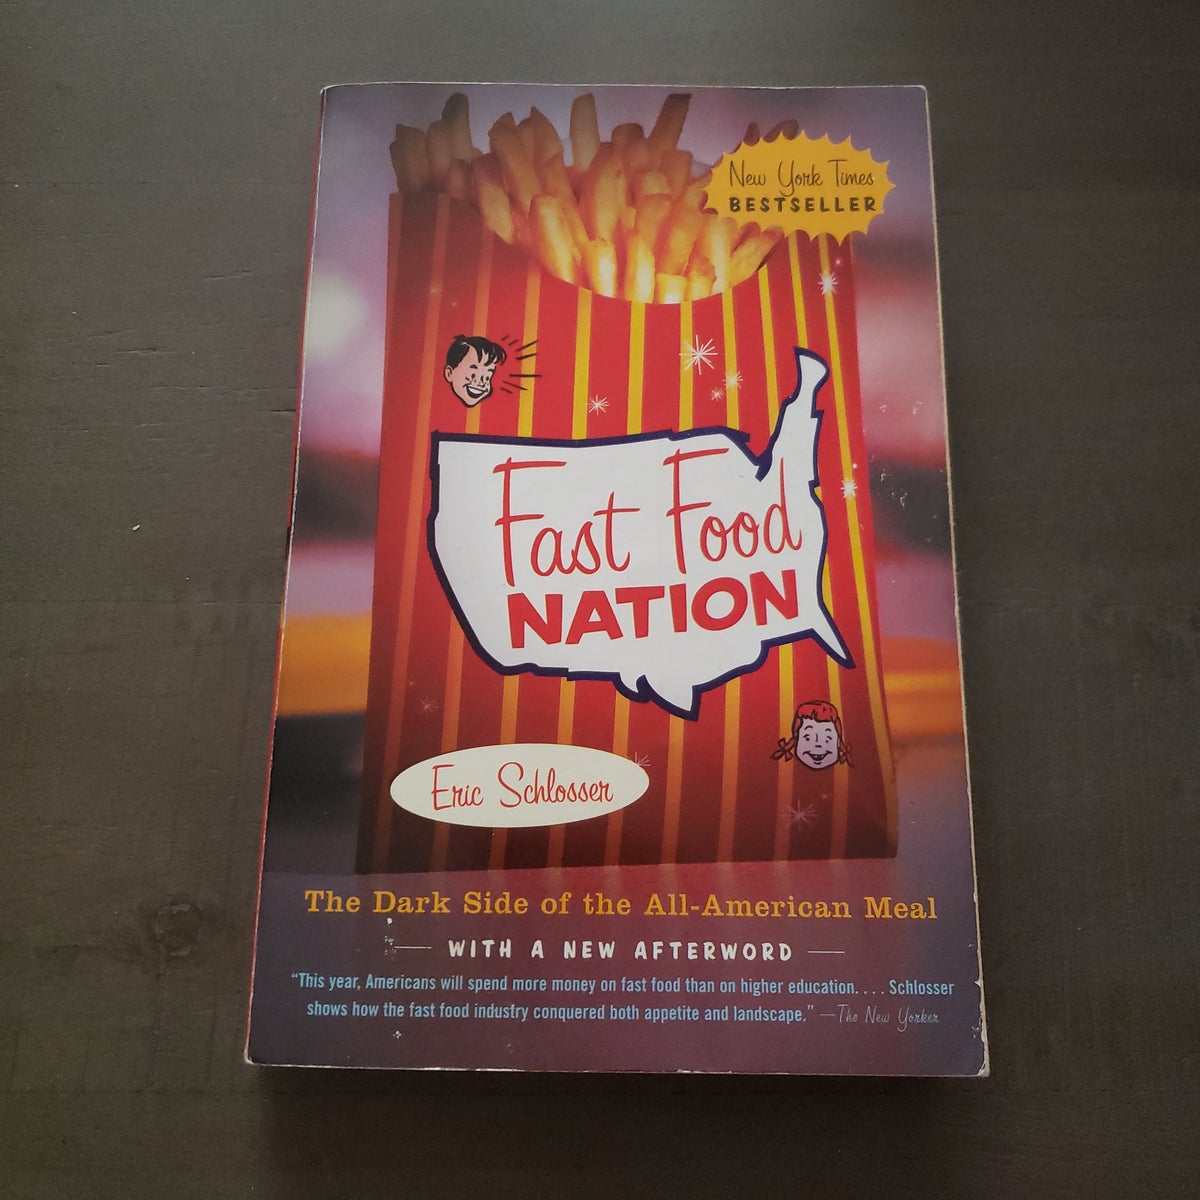 New York Times
BESTSELLER
Fast Food
NATION
Eric Schlosser
The Dark Side of the All-American Meal
WITH A NEW AFTERWORD
“This year, Americans will spend more money on fast food than on higher education. . . . Schlosser
shows how the fast food industry conquered both appetite and landscape.” —The New Yorker